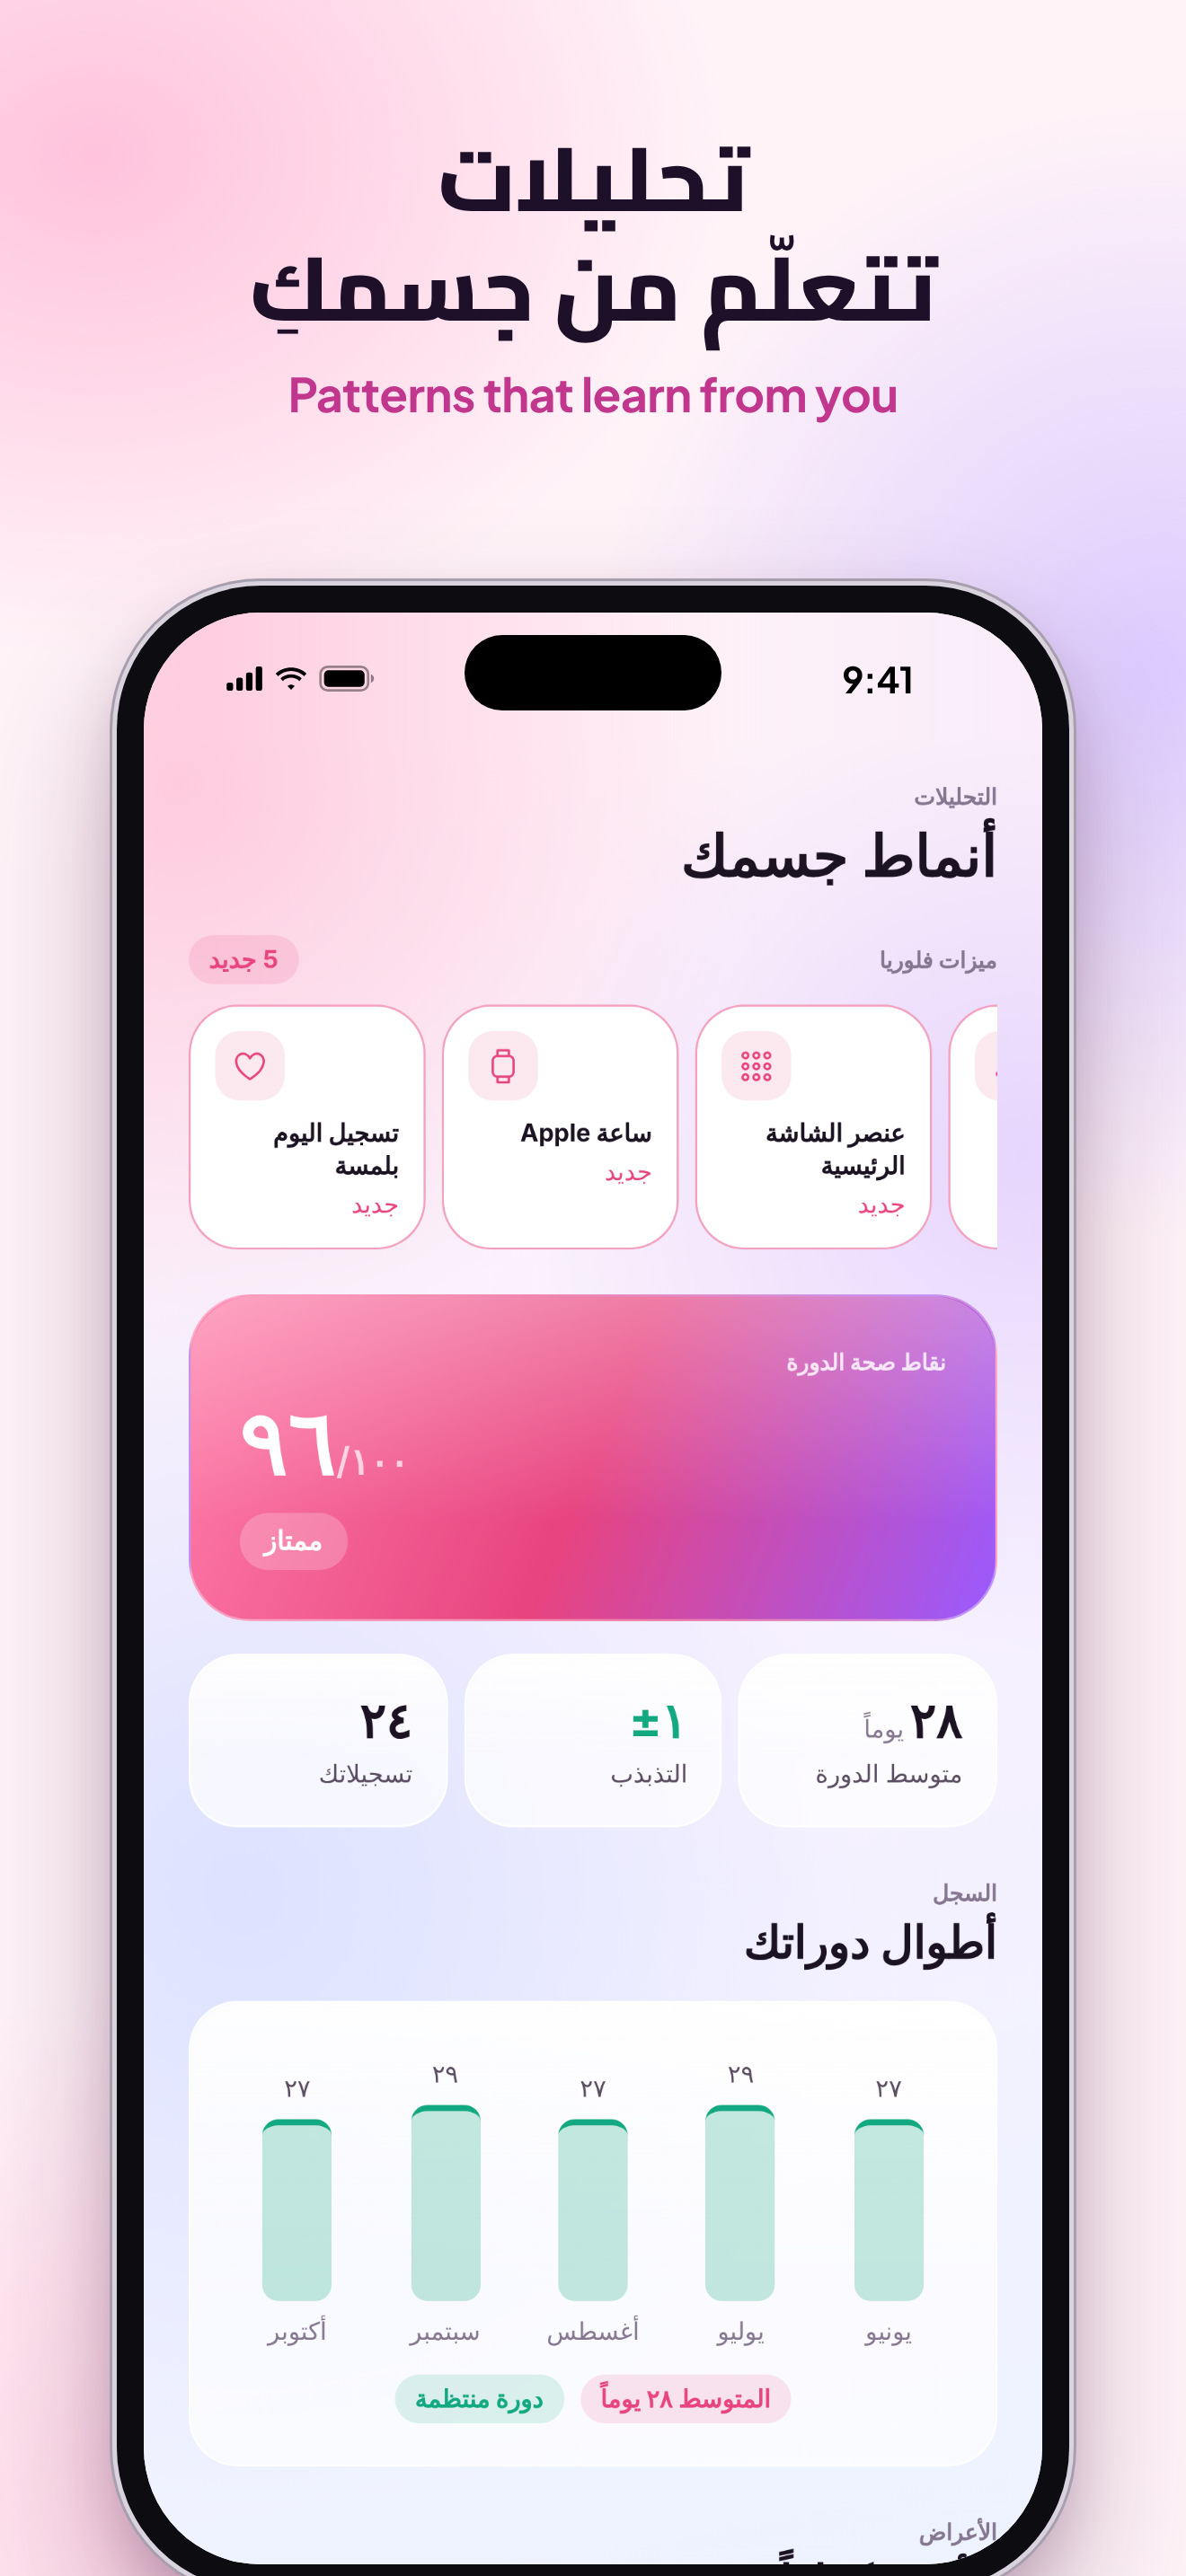 تحليلات
تتعلّم من جسمكِ
Patterns that learn from you
9:41
التحليلات
أنماط جسمك
ميزات فلوريا
5 جديد
عنصر الشاشة
الرئيسية
جديد
ساعة Apple
جديد
تسجيل اليوم
بلمسة
جديد
نقاط صحة الدورة
٩٦/١٠٠
ممتاز
٢٨ يوماً
متوسط الدورة
±١
التذبذب
٢٤
تسجيلاتك
السجل
أطوال دوراتك
٢٧
٢٩
٢٧
٢٩
٢٧
يونيو
يوليو
أغسطس
سبتمبر
أكتوبر
المتوسط ٢٨ يوماً
دورة منتظمة
الأعراض